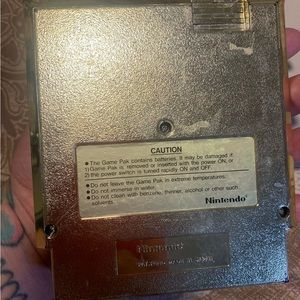 CAUTION
● The Game Pak contains batteries. It may be damaged if
1) Game Pak is removed or inserted with the power ON, or
2) the power switch is turned rapidly ON and OFF.
● Do not leave the Game Pak in extreme temperatures.
● Do not immerse in water.
● Do not clean with benzene, thinner, alcohol or other such
solvents.
Nintendo
Nintendo